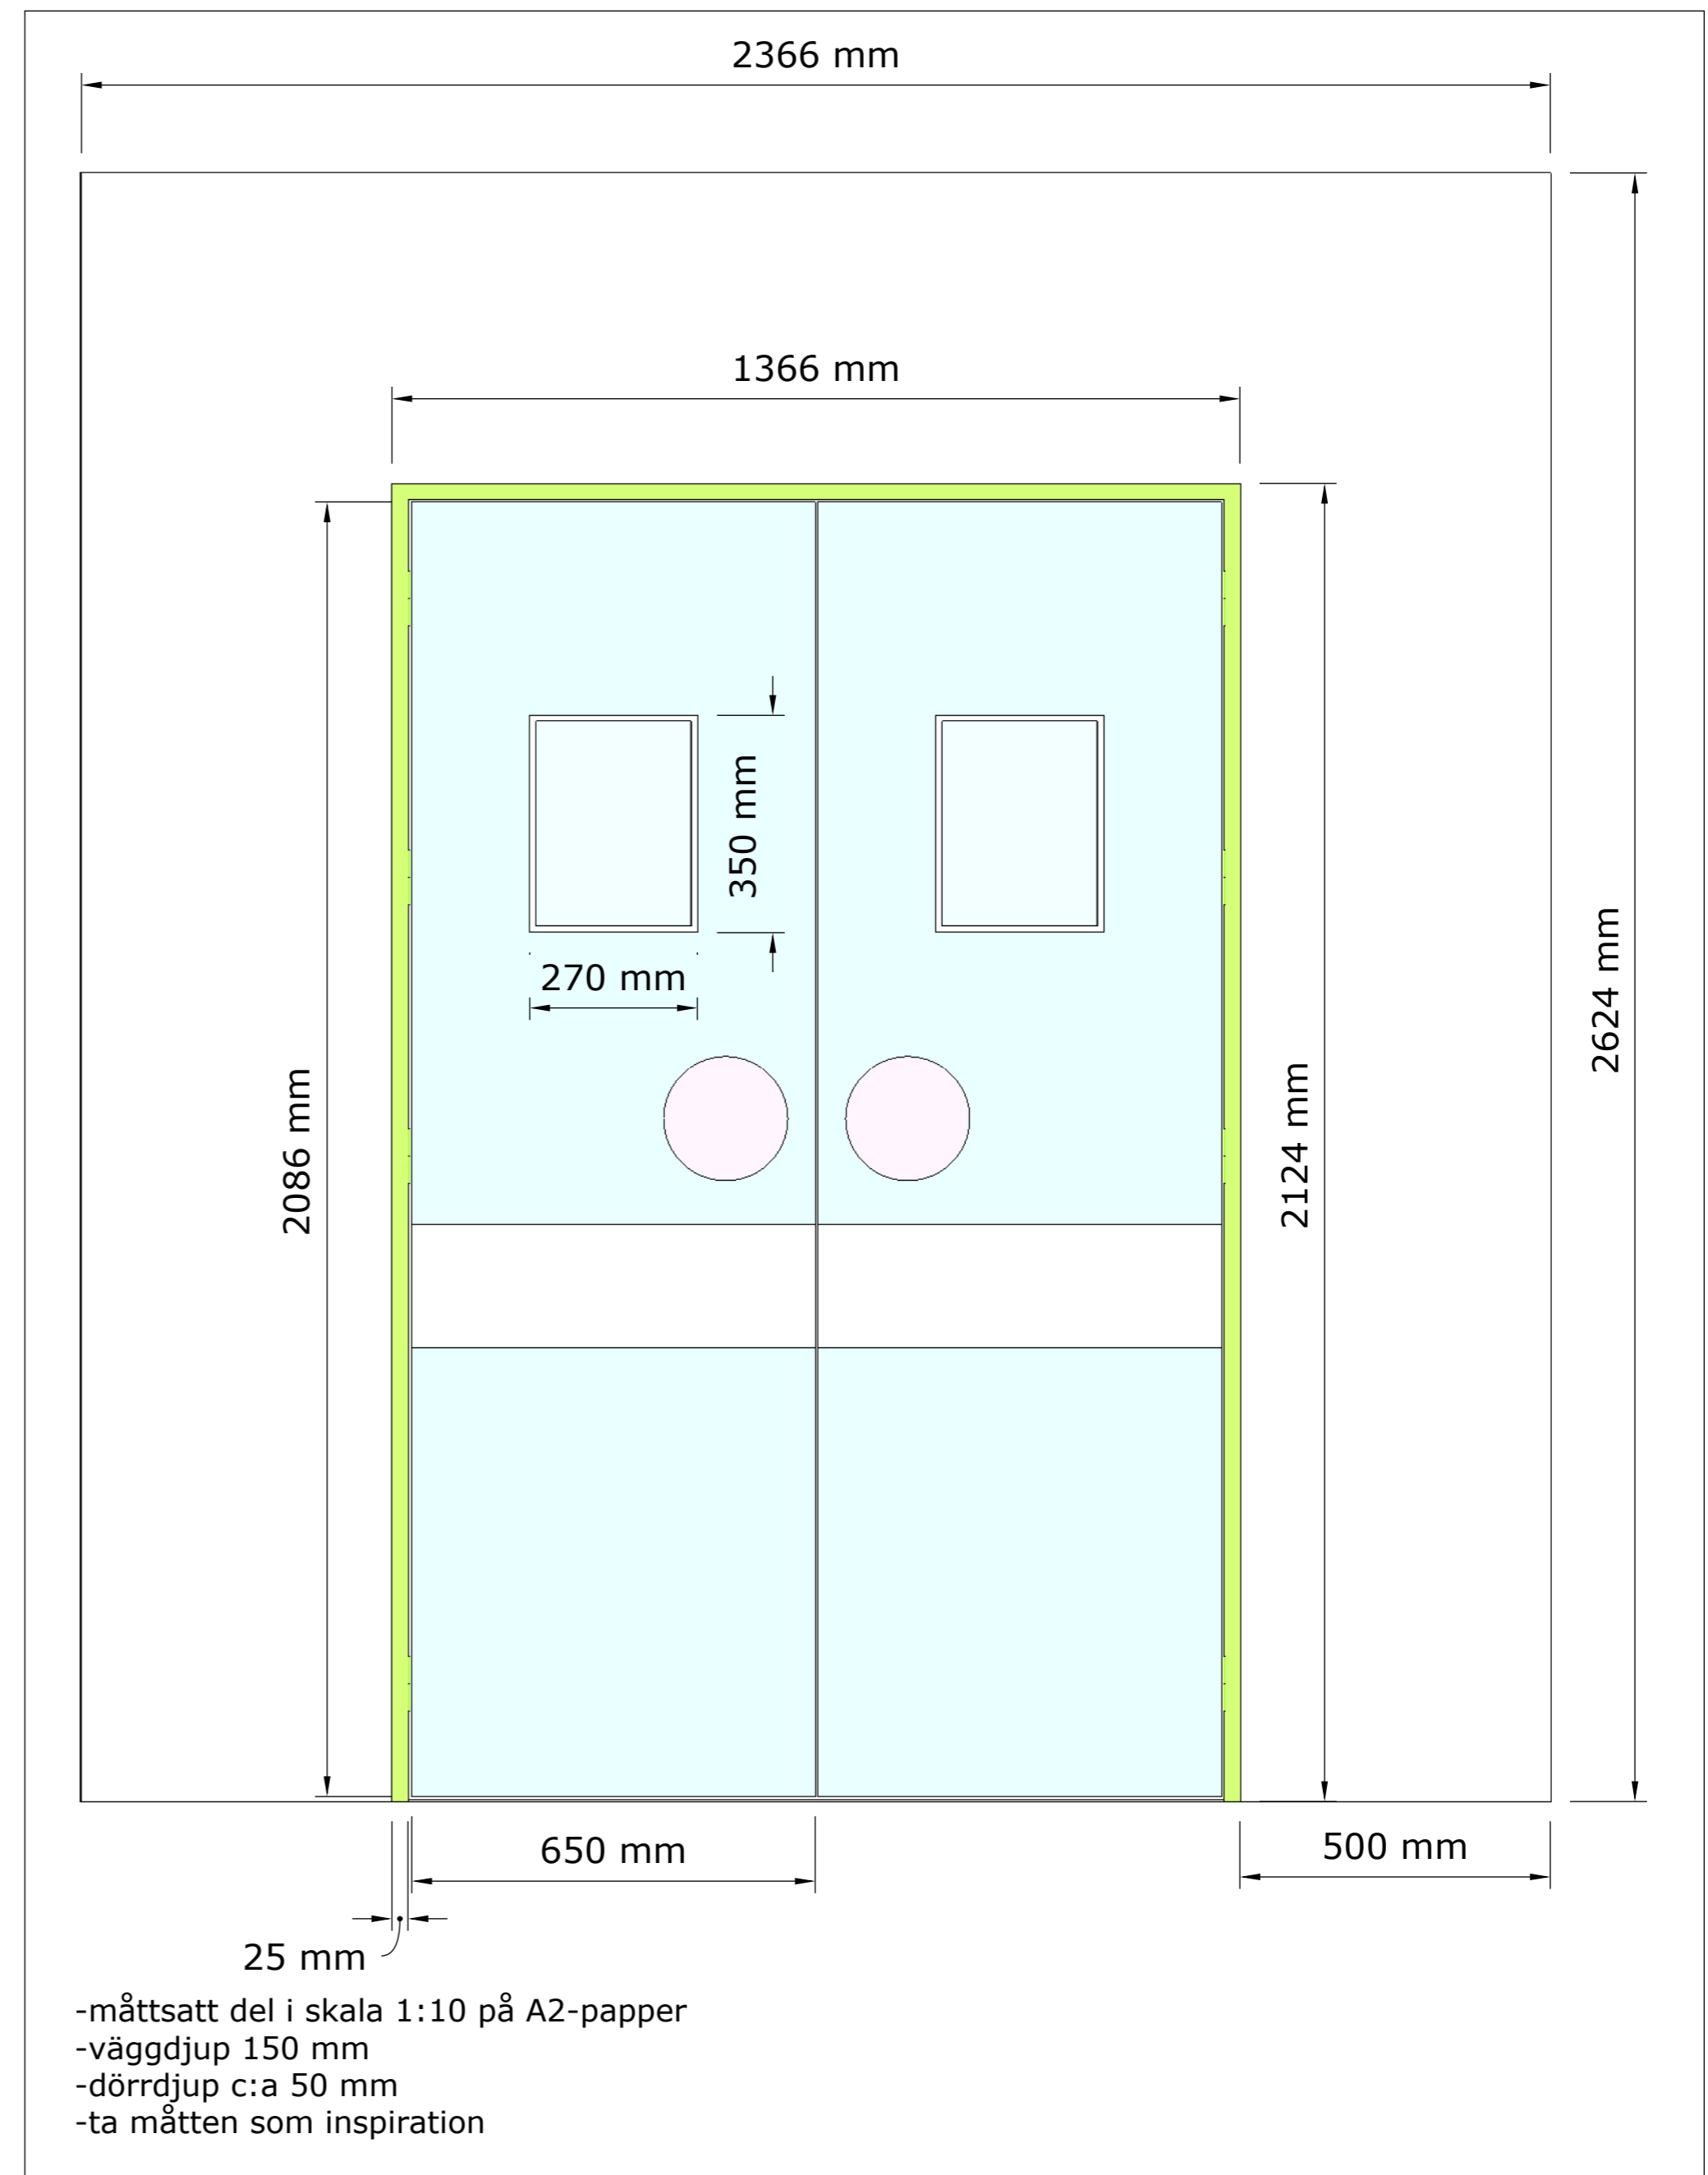 2366 mm
1366 mm
350 mm
270 mm
2624 mm
2086 mm
2124 mm
650 mm
500 mm
25 mm
-måttsatt del i skala 1:10 på A2-papper
-väggdjup 150 mm
-dörrdjup c:a 50 mm
-ta måtten som inspiration